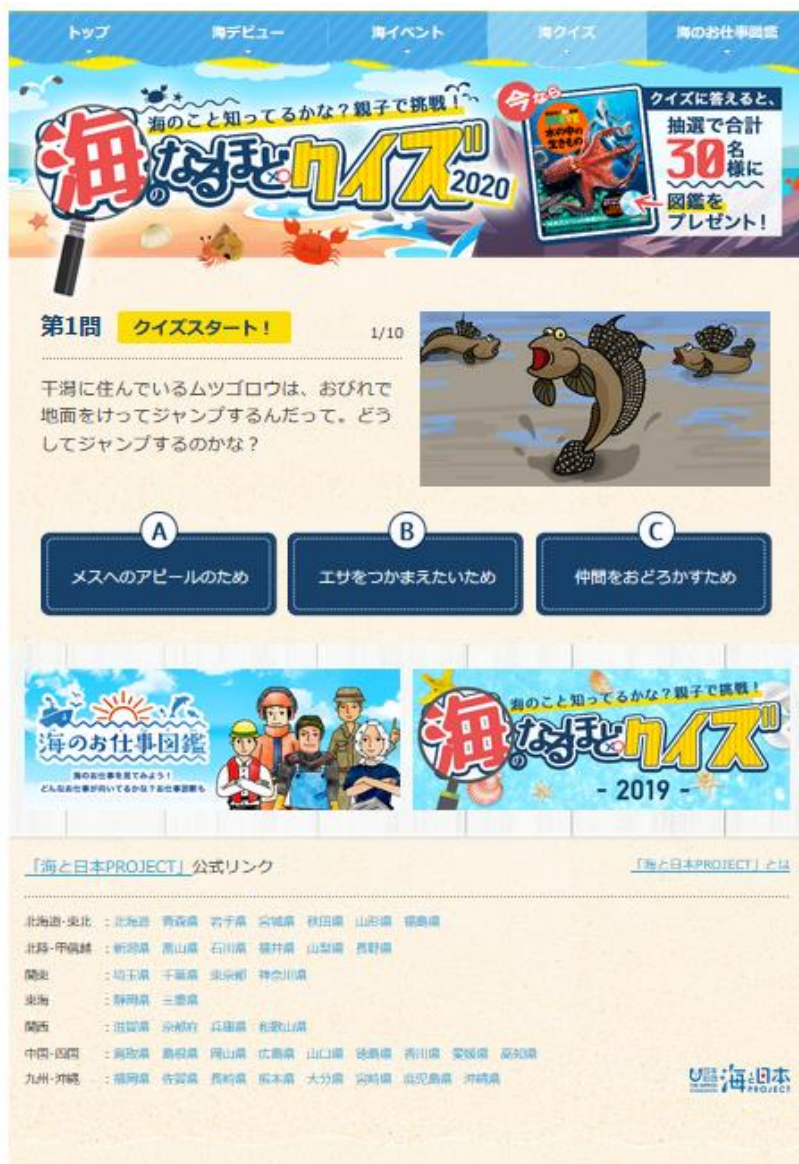 トップ
海デビュー
海イベント
海クイズ
海のお仕事図鑑
海のこと知ってるかな？親子で挑戦！
海のなるほどクイズ
2020
今なら
水の中の
生きもの
クイズに答えると、
抽選で合計
30名様に
図鑑を
プレゼント！
第1問
クイズスタート！
1/10
干潟に住んでいるムツゴロウは、おびれで
地面をけってジャンプするんだって。どう
してジャンプするのかな？
A
メスへのアピールのため
B
エサをつかまえたいため
C
仲間をおどろかすため
海のお仕事図鑑
海のお仕事を見てみよう！
どんなお仕事が向いてるかな？お仕事診断も
海のこと知ってるかな？親子で挑戦！
海のなるほどクイズ
- 2019 -
「海と日本PROJECT」公式リンク
「海と日本PROJECT」とは
北海道・東北 ：北海道 青森県 岩手県 宮城県 秋田県 山形県 福島県
北陸・甲信越 ：新潟県 富山県 石川県 福井県 山梨県 長野県
関東 ：埼玉県 千葉県 東京都 神奈川県
東海 ：静岡県 三重県
関西 ：滋賀県 京都府 兵庫県 和歌山県
中国・四国 ：鳥取県 島根県 岡山県 広島県 山口県 徳島県 香川県 愛媛県 高知県
九州・沖縄 ：福岡県 佐賀県 長崎県 熊本県 大分県 宮崎県 鹿児島県 沖縄県
海と日本
PROJECT